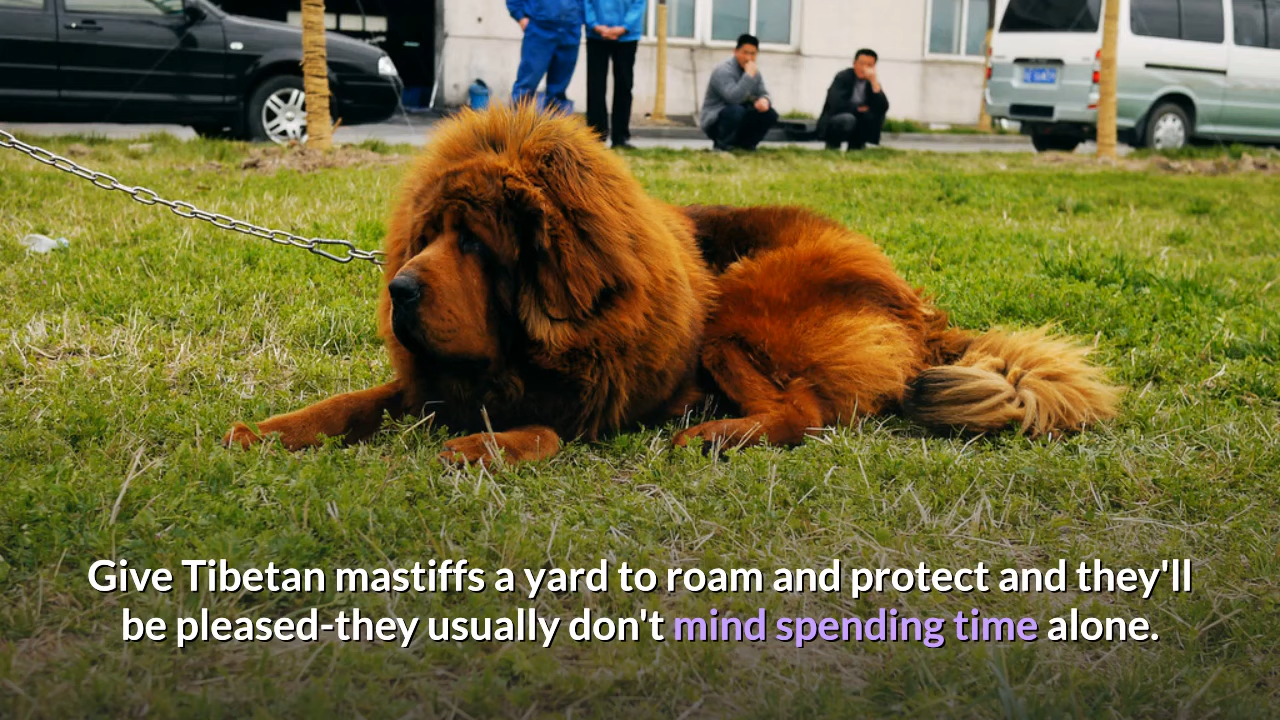 Give Tibetan mastiffs a yard to roam and protect and they'll
be pleased-they usually don't mind spending time alone.